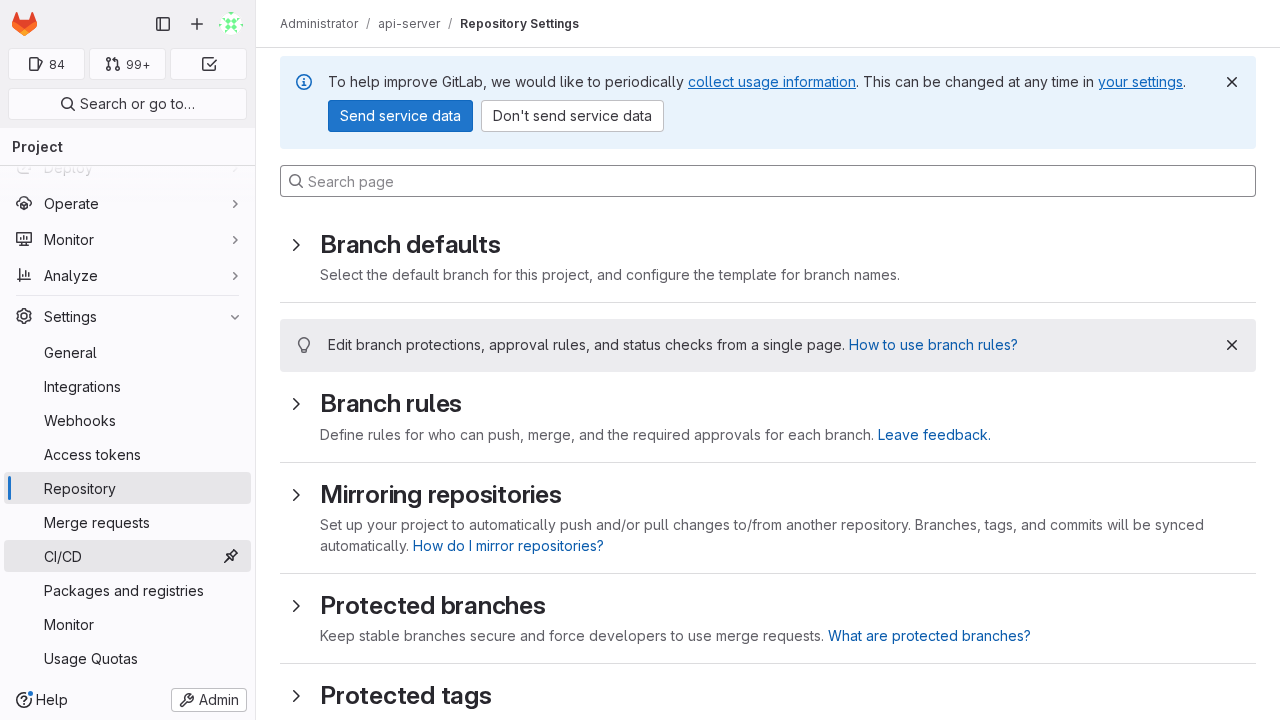 84
99+
Search or go to…
Project
Deploy
Operate
Monitor
Analyze
Settings
General
Integrations
Webhooks
Access tokens
Repository
Merge requests
CI/CD
Packages and registries
Monitor
Usage Quotas
Help
Admin
Administrator / api-server / Repository Settings
To help improve GitLab, we would like to periodically collect usage information. This can be changed at any time in your settings.
Send service data Don't send service data
Search page
Branch defaults
Select the default branch for this project, and configure the template for branch names.
Edit branch protections, approval rules, and status checks from a single page. How to use branch rules?
Branch rules
Define rules for who can push, merge, and the required approvals for each branch. Leave feedback.
Mirroring repositories
Set up your project to automatically push and/or pull changes to/from another repository. Branches, tags, and commits will be synced
automatically. How do I mirror repositories?
Protected branches
Keep stable branches secure and force developers to use merge requests. What are protected branches?
Protected tags